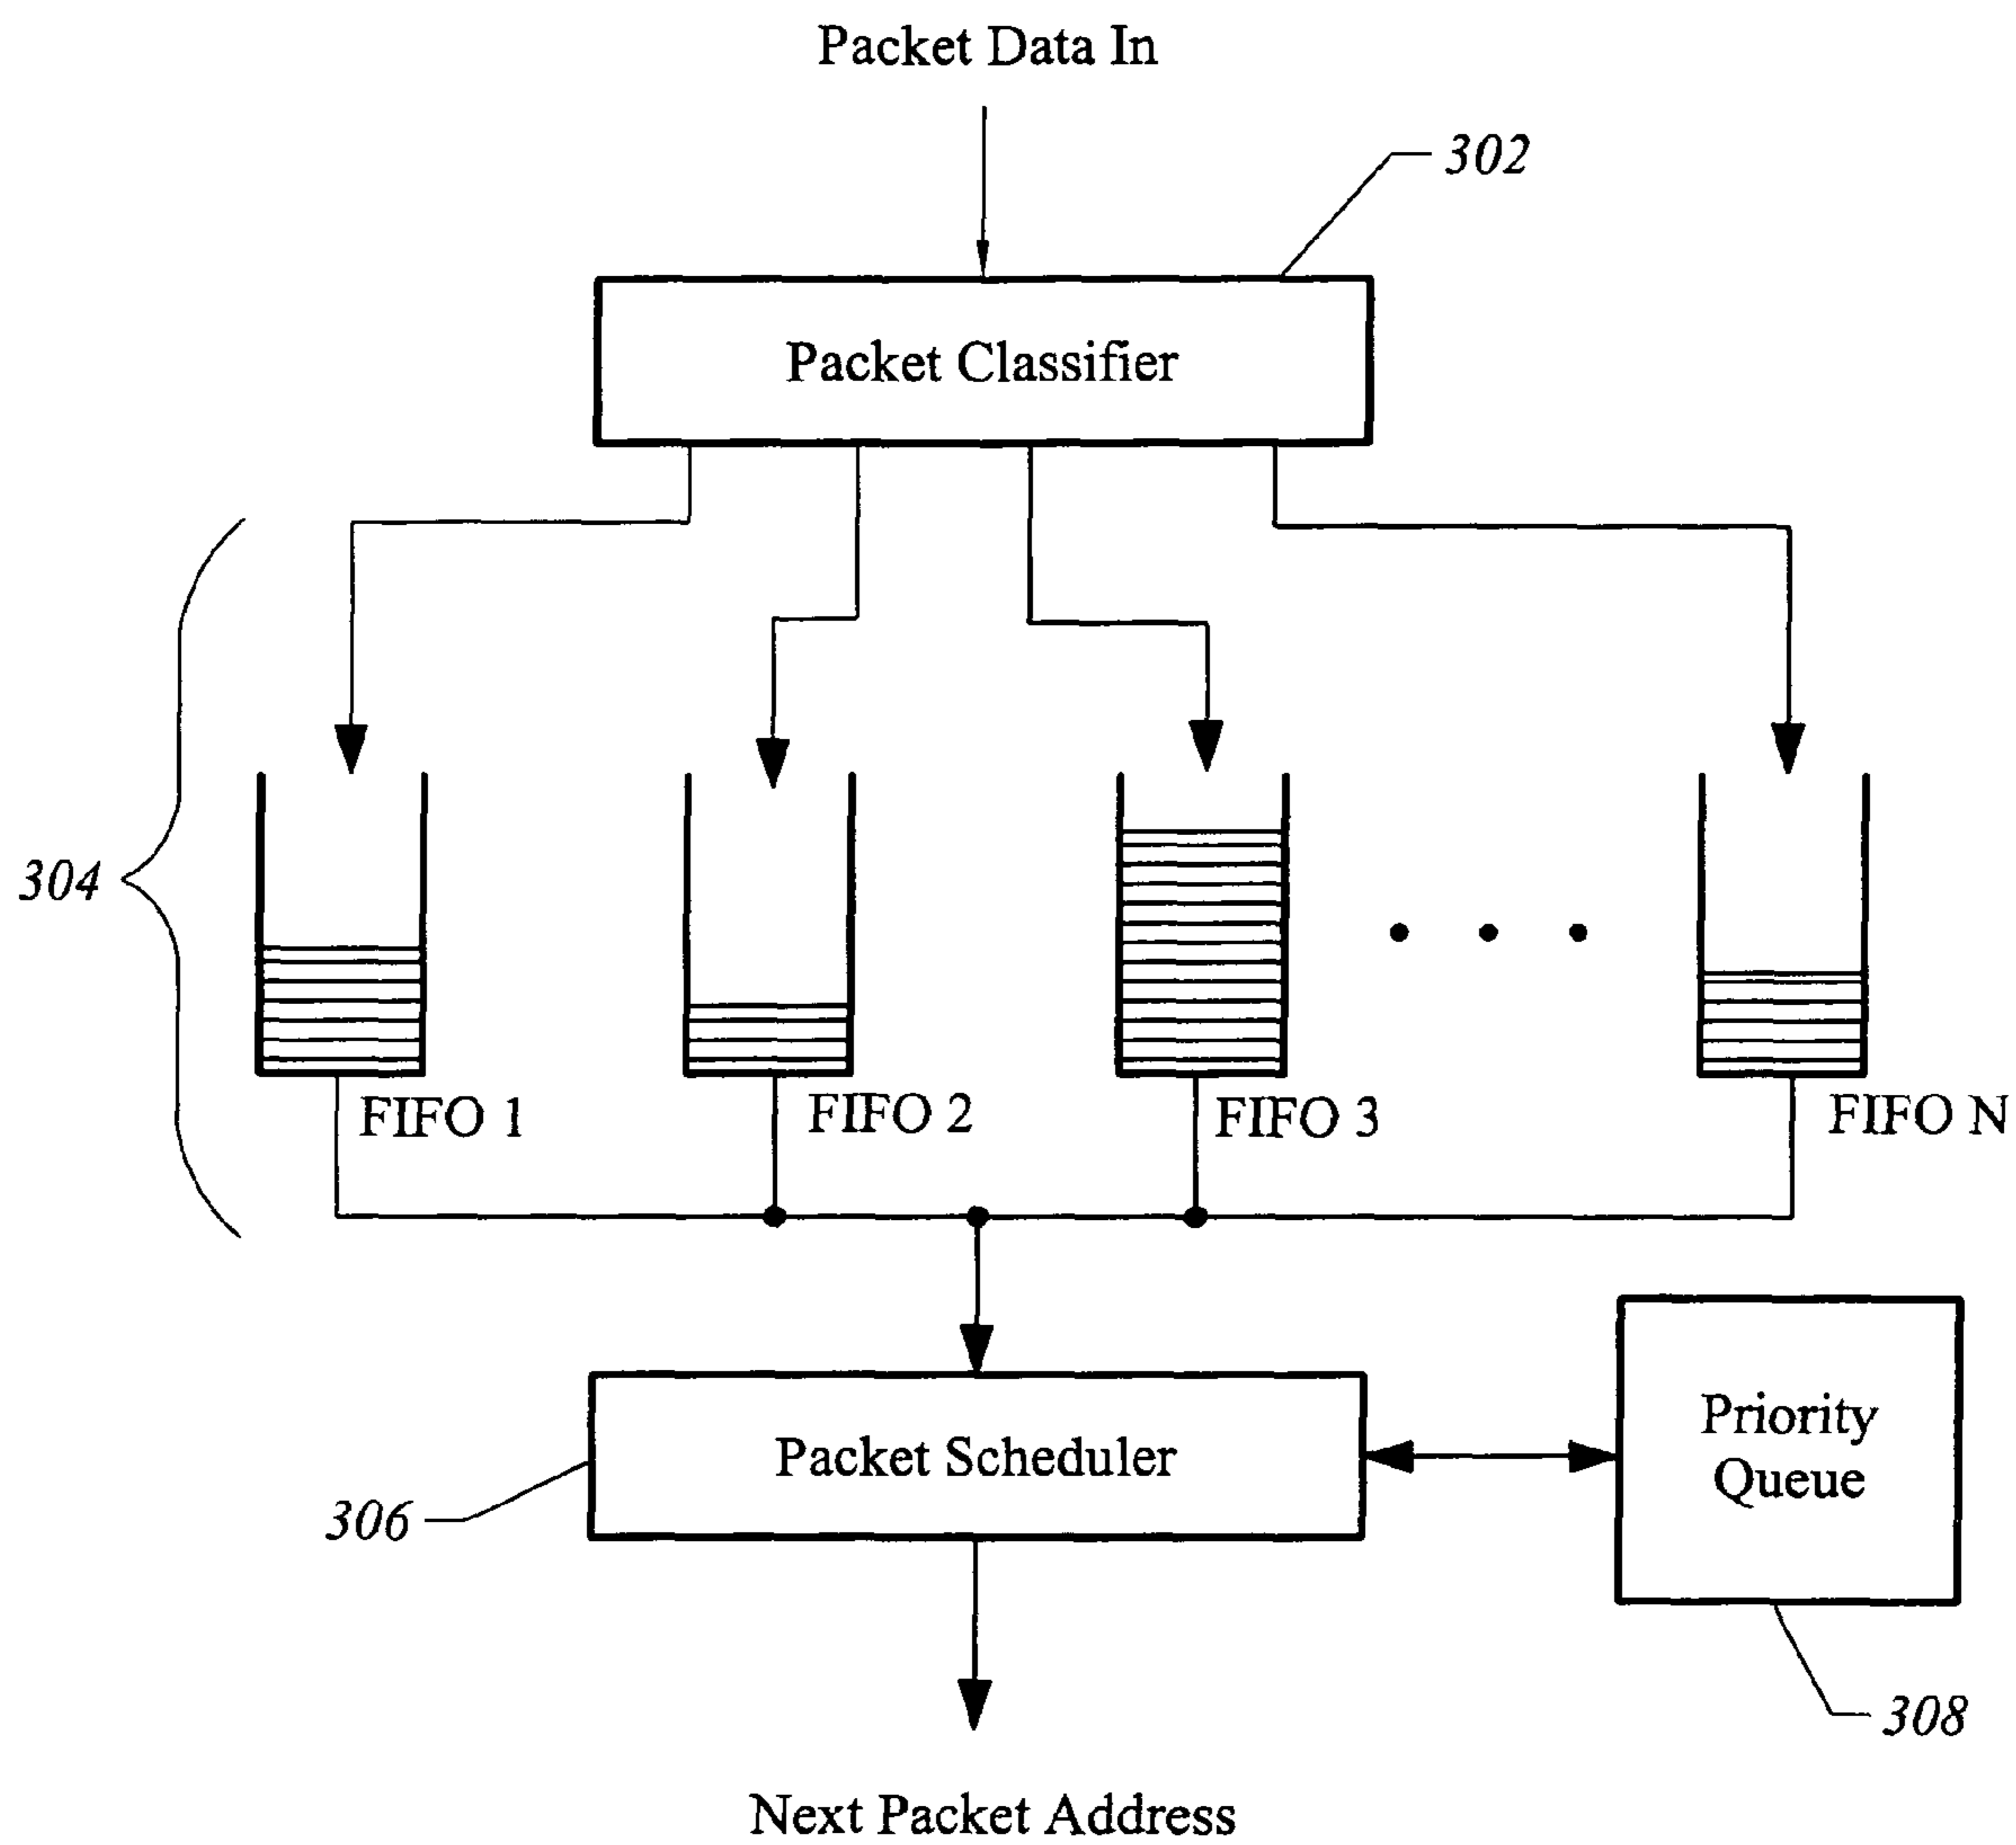 Packet Data In
302
Packet Classifier
304
FIFO 1
FIFO 2
FIFO 3
FIFO N
Packet Scheduler
Priority
Queue
306
308
Next Packet Address